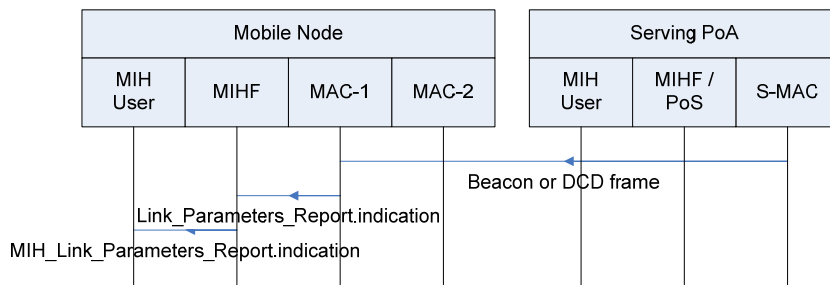 Mobile Node
Serving PoA
MIH
User
MIHF
MAC-1
MAC-2
MIH
User
MIHF /
PoS
S-MAC
Beacon or DCD frame
Link_Parameters_Report.indication
MIH_Link_Parameters_Report.indication